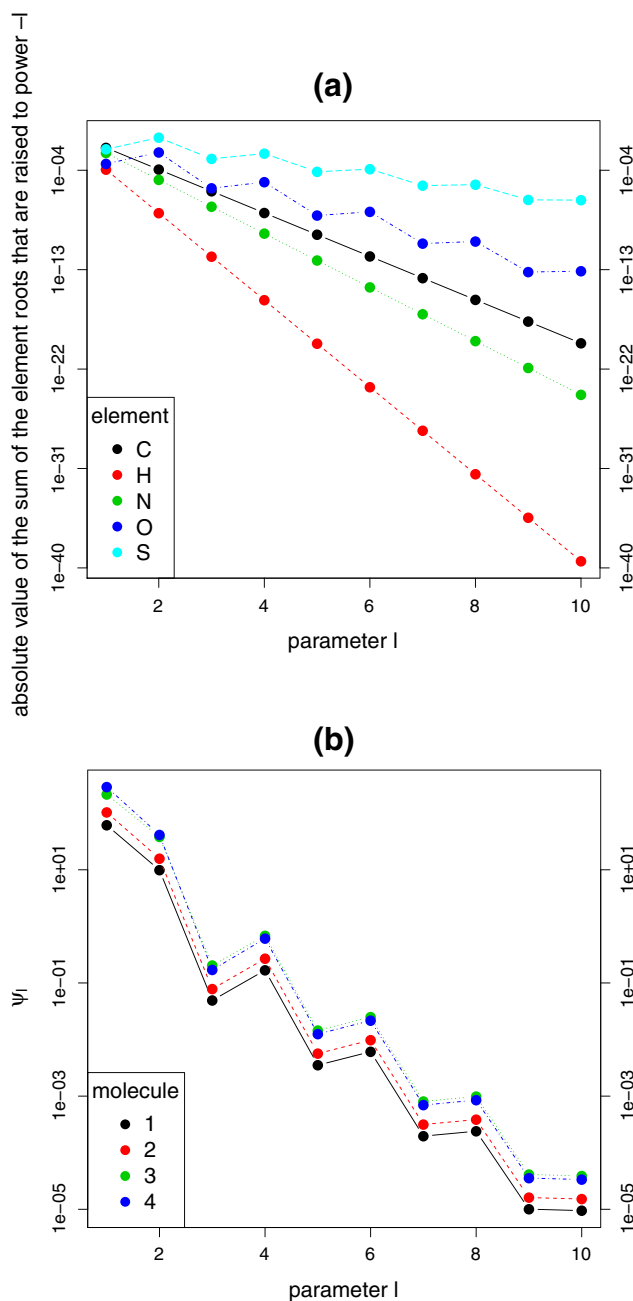 (a)
absolute value of the sum of the element roots that are raised to power −l
1e−04
1e−13
1e−22
1e−31
1e−40
1e−04
1e−13
1e−22
1e−31
1e−40
element
C
H
N
O
S
2 4 6 8 10
parameter l
(b)
ψl
1e+01
1e−01
1e−03
1e−05
1e+01
1e−01
1e−03
1e−05
molecule
1
2
3
4
2 4 6 8 10
parameter l